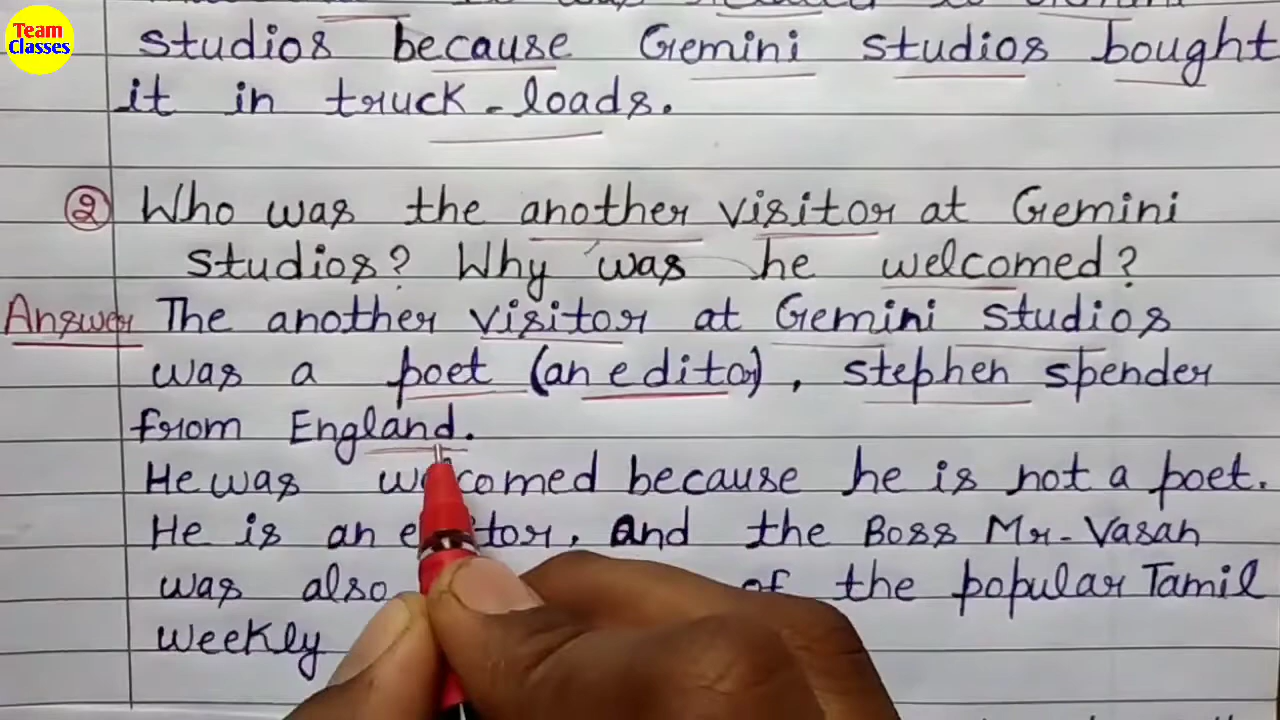 Team
Classes
studios because Gemini studios bought
it in truck-loads.
② Who was the another visitor at Gemini
studios? Why was he welcomed?
Answer The another visitor at Gemini studios
was a poet (an editor), stephen spender
from England.
He was welcomed because he is not a poet.
He is an editor, and the Boss Mr. Vasan
was also of the popular Tamil
weekly